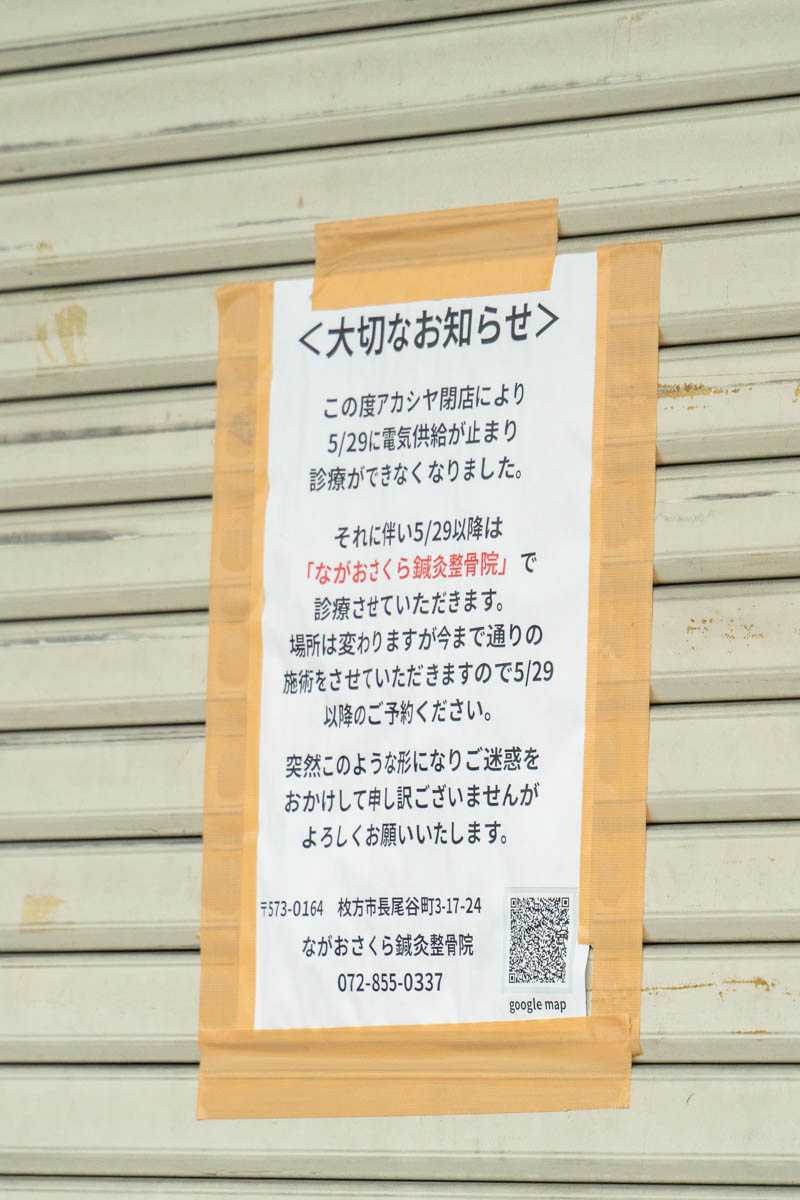 ＜大切なお知らせ＞
この度アカシヤ閉店により
5/29に電気供給が止まり
診療ができなくなりました。
それに伴い5/29以降は
「ながおさくら鍼灸整骨院」で
診療させていただきます。
場所は変わりますが今まで通りの
施術をさせていただきますので5/29
以降のご予約ください。
突然このような形になりご迷惑を
おかけして申し訳ございませんが
よろしくお願いいたします。
〒573-0164 枚方市長尾谷町3-17-24
ながおさくら鍼灸整骨院
072-855-0337
google map